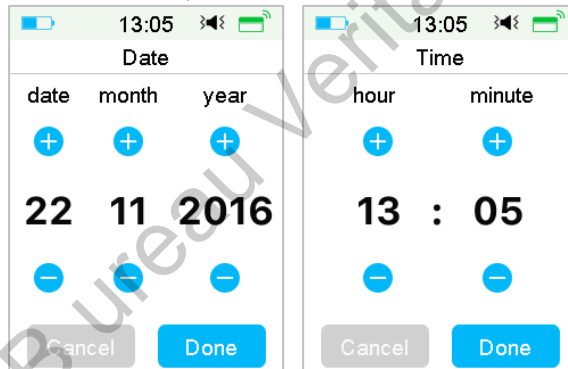 13:05
Date
date month year
22 11 2016
Cancel Done
13:05
Time
hour minute
13 : 05
Cancel Done
Bureau Verita